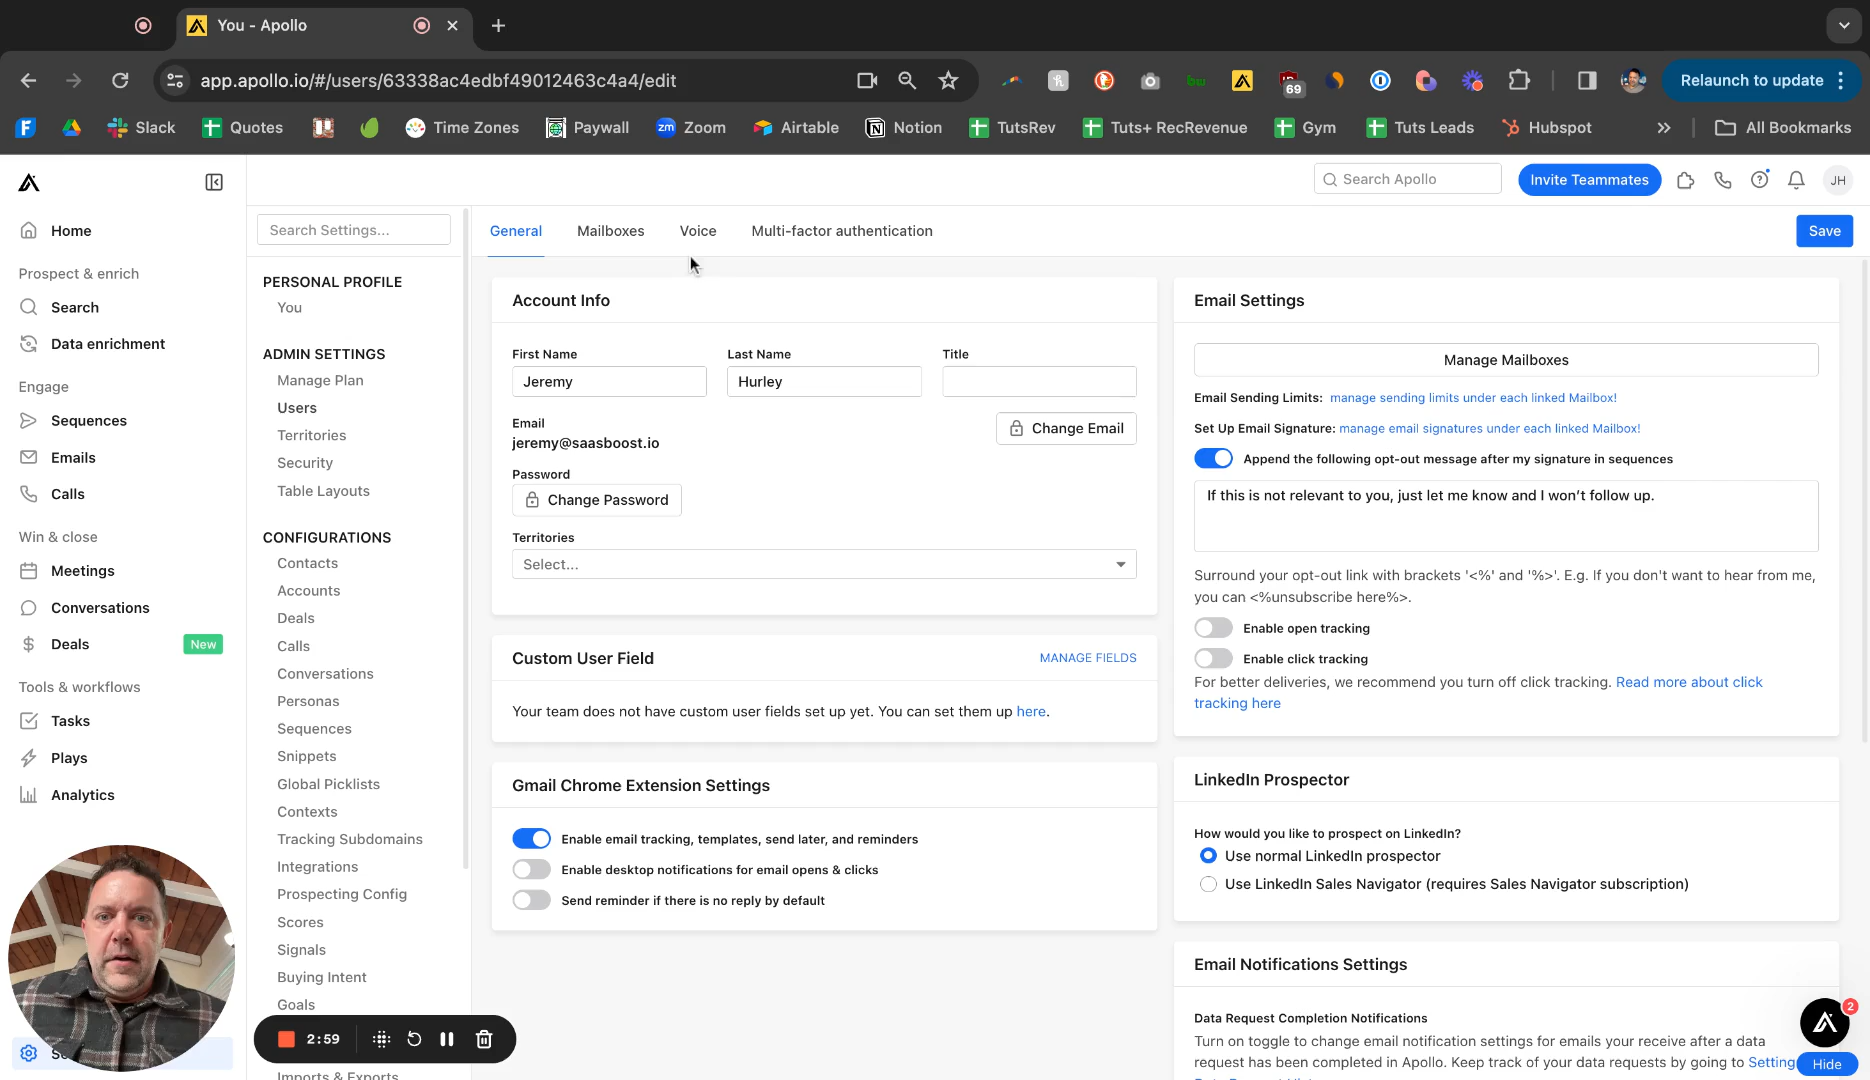 You - Apollo
app.apollo.io/#/users/63338ac4edbf49012463c4a4/edit
69
Relaunch to update
Slack
Quotes
Time Zones
Paywall
zm Zoom
Airtable
Notion
TutsRev
Tuts+ RecRevenue
Gym
Tuts Leads
Hubspot
All Bookmarks
Search Apollo
Invite Teammates
JH
Home
Prospect & enrich
Search
Data enrichment
Engage
Sequences
Emails
Calls
Win & close
Meetings
Conversations
Deals New
Tools & workflows
Tasks
Plays
Analytics
Search Settings...
PERSONAL PROFILE
You
ADMIN SETTINGS
Manage Plan
Users
Territories
Security
Table Layouts
CONFIGURATIONS
Contacts
Accounts
Deals
Calls
Conversations
Personas
Sequences
Snippets
Global Picklists
Contexts
Tracking Subdomains
Integrations
Prospecting Config
Scores
Signals
Buying Intent
Goals
Imports & Exports
2:59
General Mailboxes Voice Multi-factor authentication
Save
Account Info
First Name Last Name Title
Jeremy Hurley
Email
jeremy@saasboost.io
Change Email
Password
Change Password
Territories
Select...
Custom User Field
MANAGE FIELDS
Your team does not have custom user fields set up yet. You can set them up here.
Gmail Chrome Extension Settings
Enable email tracking, templates, send later, and reminders
Enable desktop notifications for email opens & clicks
Send reminder if there is no reply by default
Email Settings
Manage Mailboxes
Email Sending Limits: manage sending limits under each linked Mailbox!
Set Up Email Signature: manage email signatures under each linked Mailbox!
Append the following opt-out message after my signature in sequences
If this is not relevant to you, just let me know and I won't follow up.
Surround your opt-out link with brackets '<%' and '%>'. E.g. If you don't want to hear from me,
you can <%unsubscribe here%>.
Enable open tracking
Enable click tracking
For better deliveries, we recommend you turn off click tracking. Read more about click
tracking here
LinkedIn Prospector
How would you like to prospect on LinkedIn?
Use normal LinkedIn prospector
Use LinkedIn Sales Navigator (requires Sales Navigator subscription)
Email Notifications Settings
Data Request Completion Notifications
Turn on toggle to change email notification settings for emails your receive after a data
request has been completed in Apollo. Keep track of your data requests by going to Setting
2
Hide